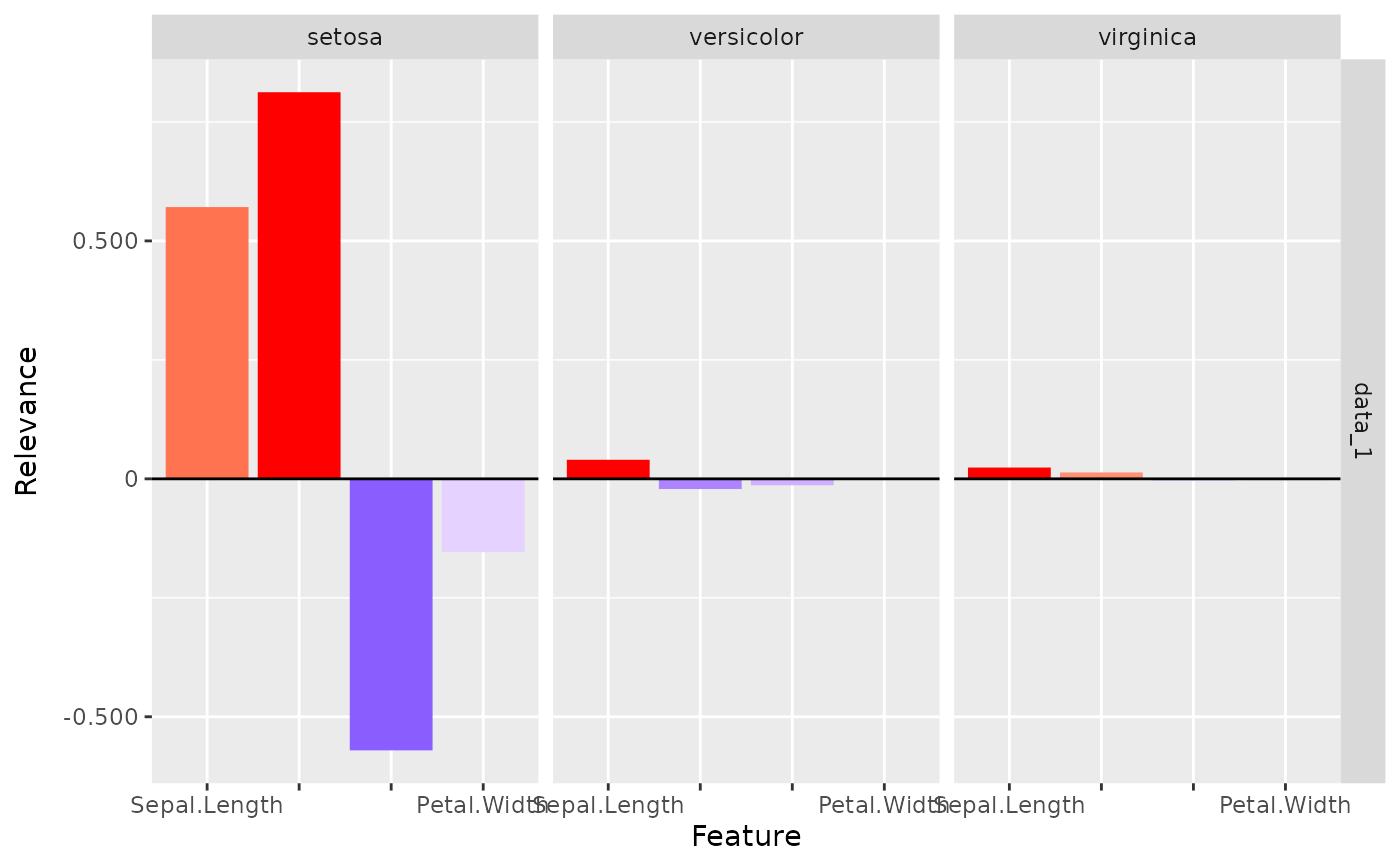 setosa
versicolor
virginica
data_1
Relevance
0.500
0
-0.500
Sepal.Length
Petal.Width
Sepal.Length
Petal.Width
Sepal.Length
Petal.Width
Feature